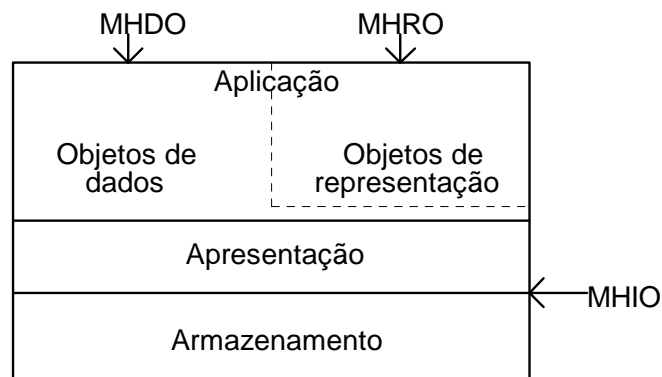 MHDO
MHRO
Aplicação
Objetos de
dados
Objetos de
representação
Apresentação
MHIO
Armazenamento